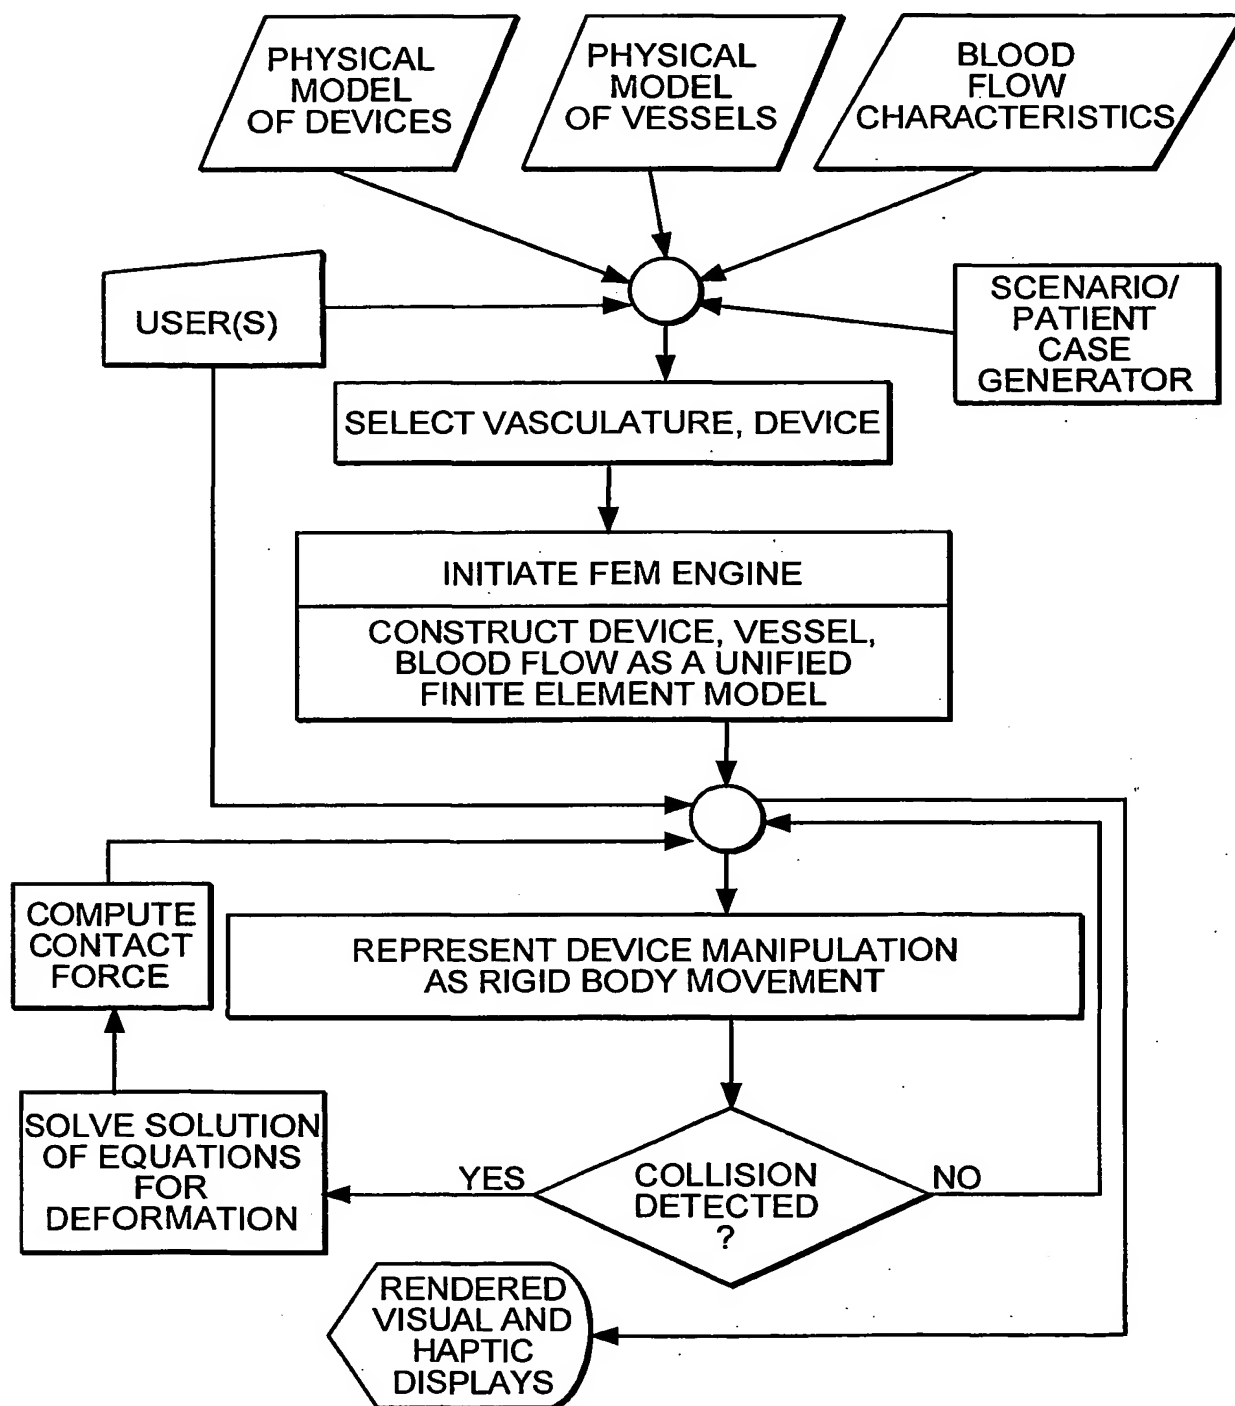 PHYSICAL
MODEL
OF DEVICES
PHYSICAL
MODEL
OF VESSELS
BLOOD
FLOW
CHARACTERISTICS
USER(S)
SCENARIO/
PATIENT
CASE
GENERATOR
SELECT VASCULATURE, DEVICE
INITIATE FEM ENGINE
CONSTRUCT DEVICE, VESSEL,
BLOOD FLOW AS A UNIFIED
FINITE ELEMENT MODEL
COMPUTE
CONTACT
FORCE
REPRESENT DEVICE MANIPULATION
AS RIGID BODY MOVEMENT
SOLVE SOLUTION
OF EQUATIONS
FOR
DEFORMATION
YES
COLLISION
DETECTED
?
NO
RENDERED
VISUAL AND
HAPTIC
DISPLAYS